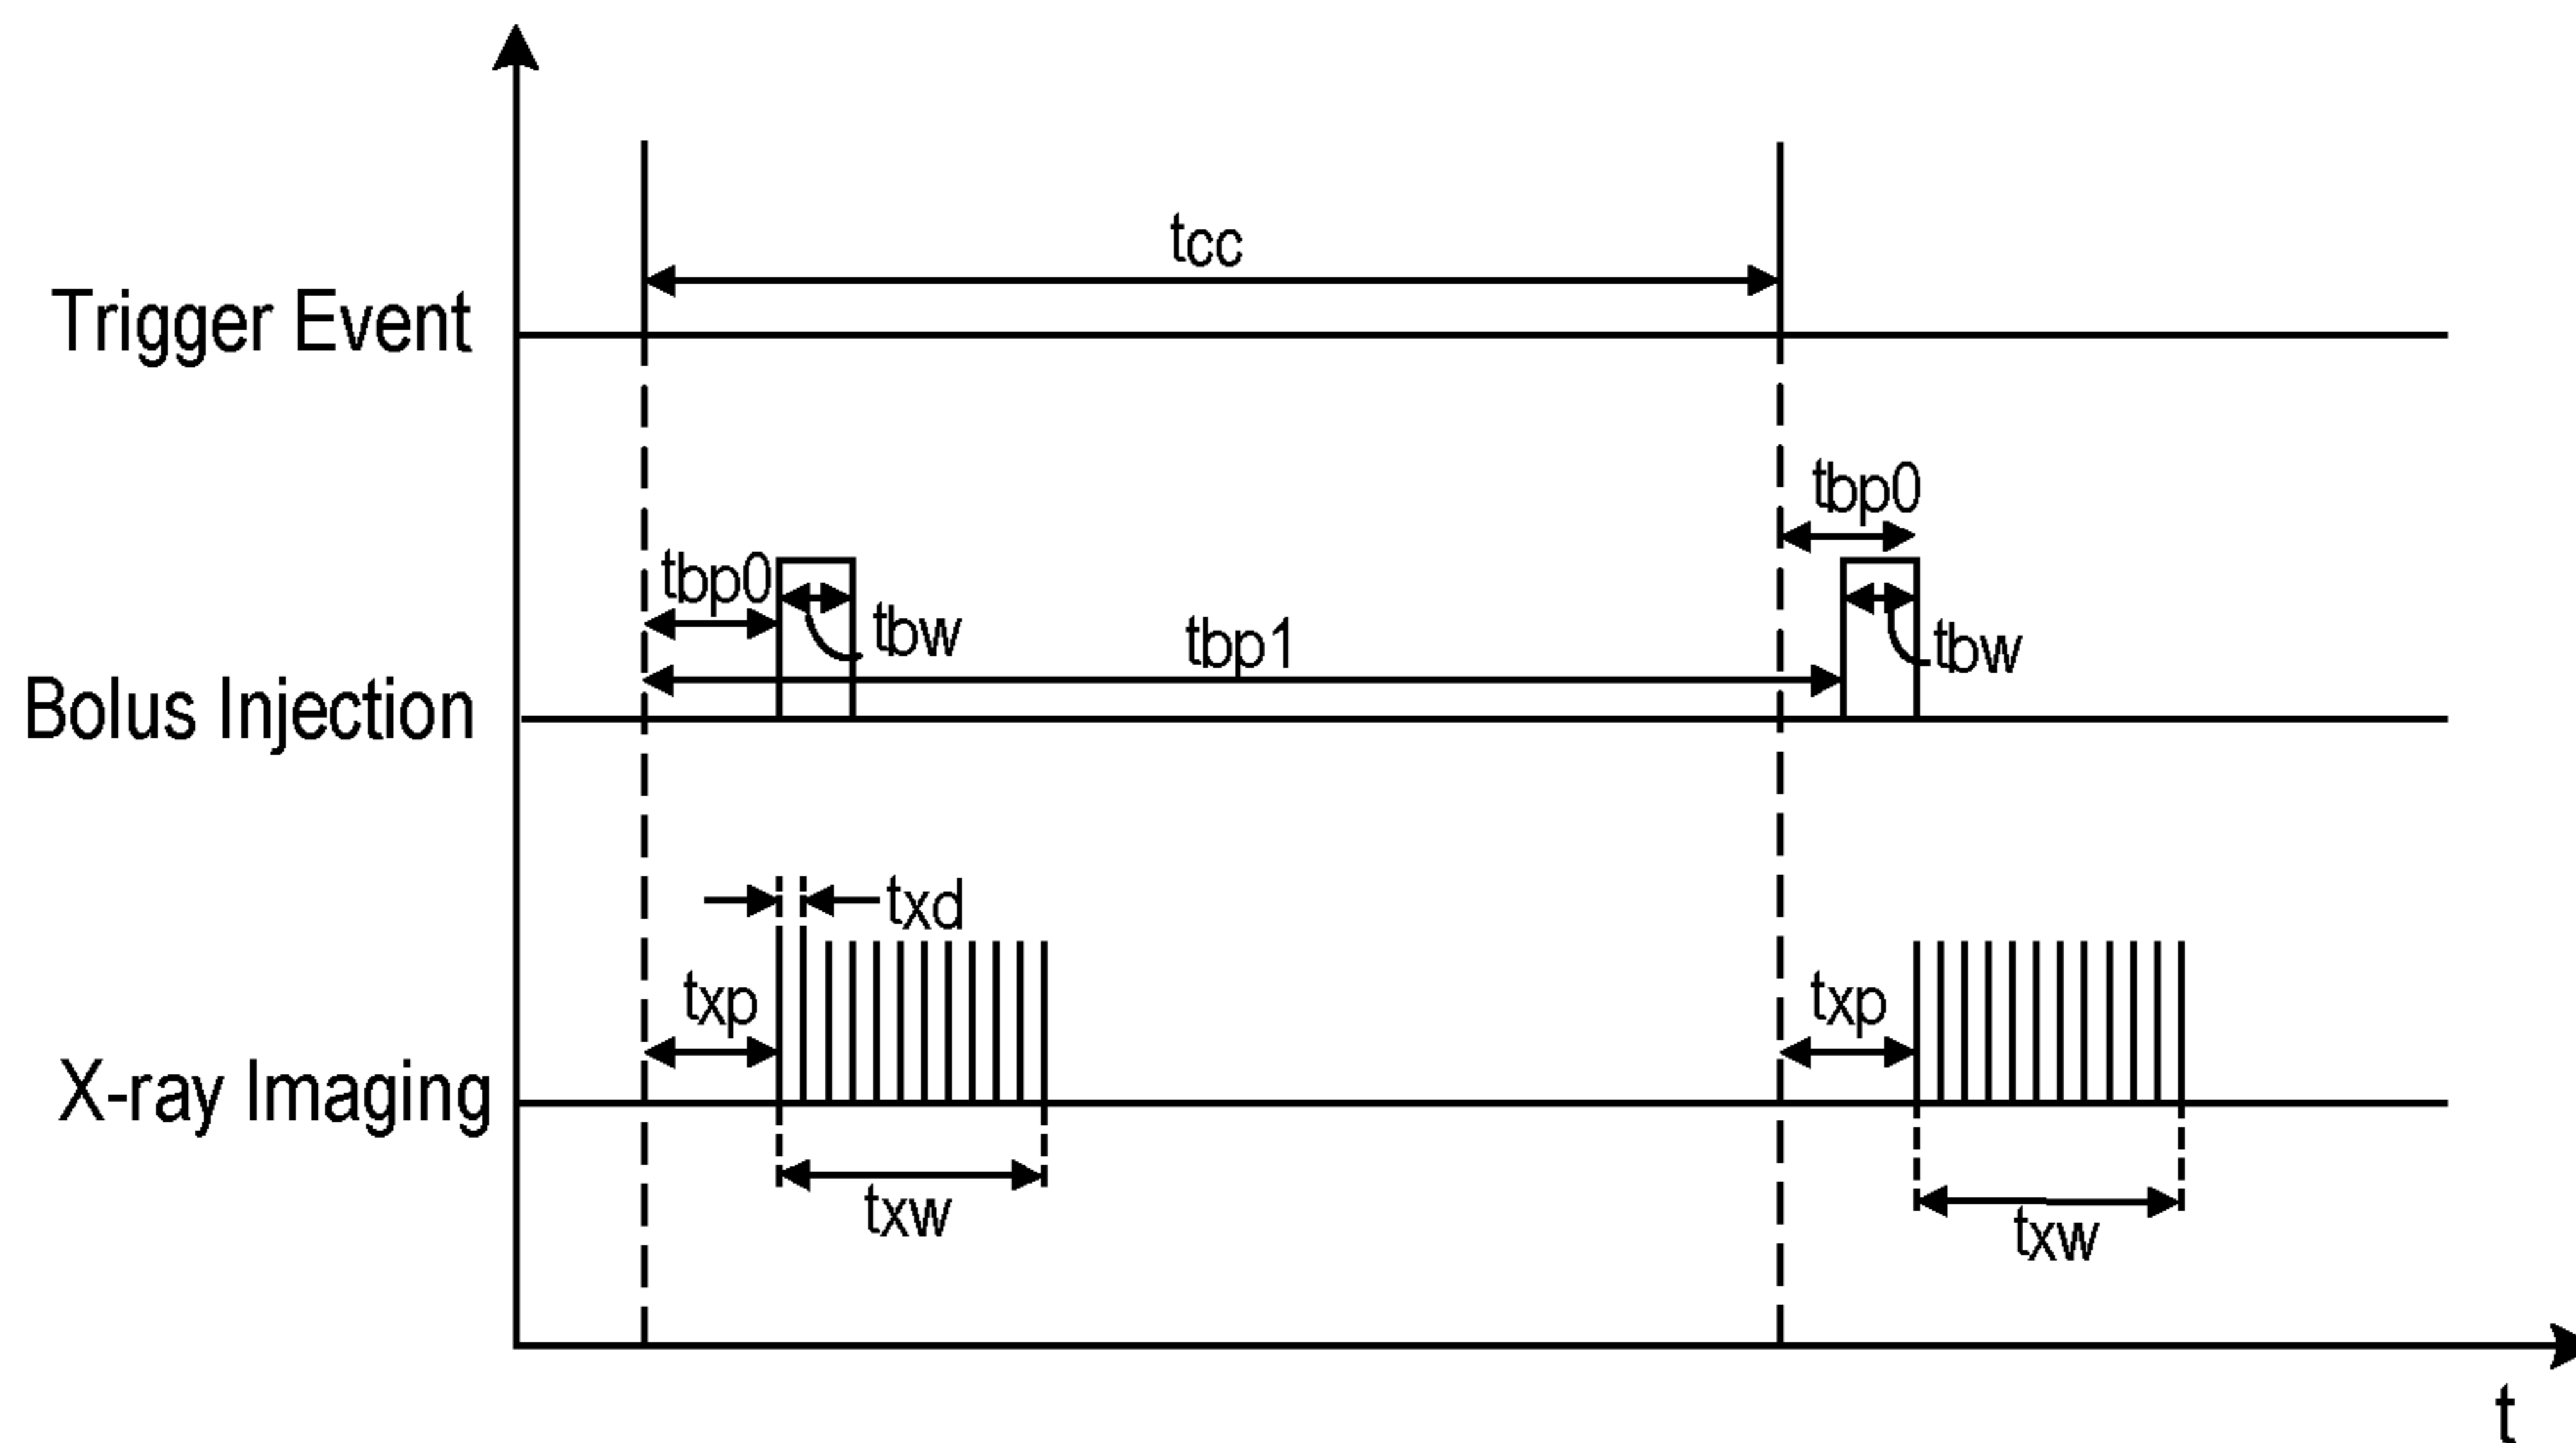 tcc
Trigger Event
tbp0
tbp0
tbw
tbp1
tbw
Bolus Injection
txd
txp
txp
X-ray Imaging
txw
txw
t